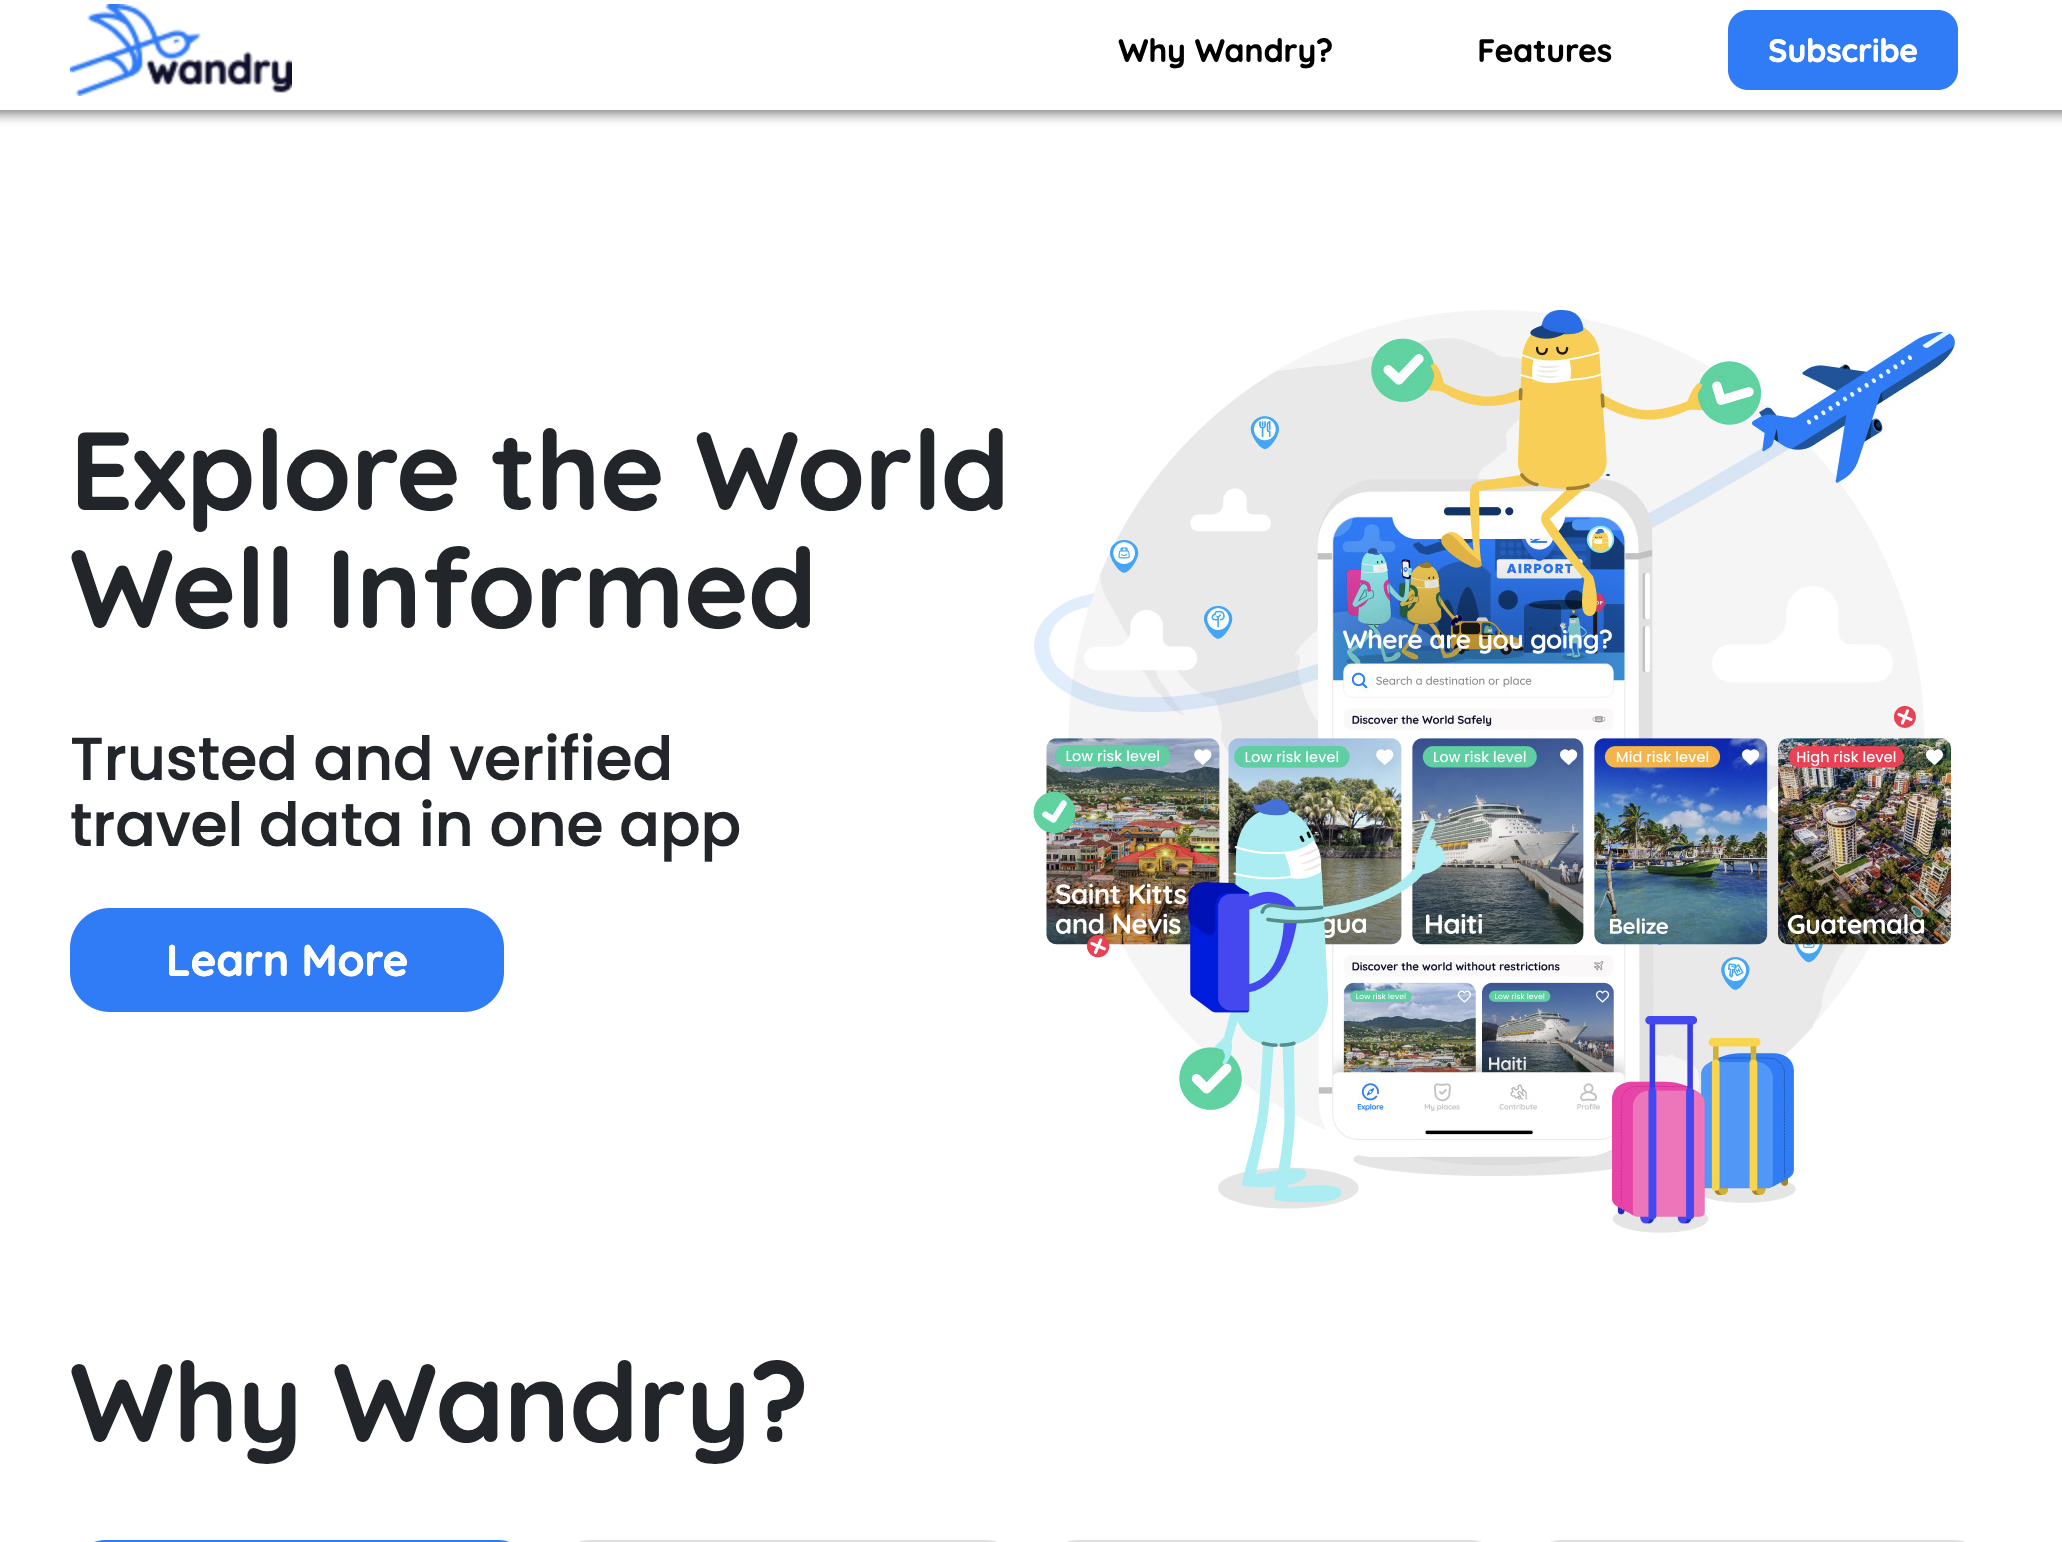 wandry
Why Wandry?
Features
Subscribe
Explore the World
Well Informed
Trusted and verified
travel data in one app
Learn More
AIRPORT
Where are you going?
Search a destination or place
Discover the World Safely
Low risk level
Saint Kitts
and Nevis
Low risk level
gua
Low risk level
Haiti
Mid risk level
Belize
High risk level
Guatemala
Discover the world without restrictions
Low risk level
Low risk level
Haiti
Explore
My places
Contribute
Profile
Why Wandry?